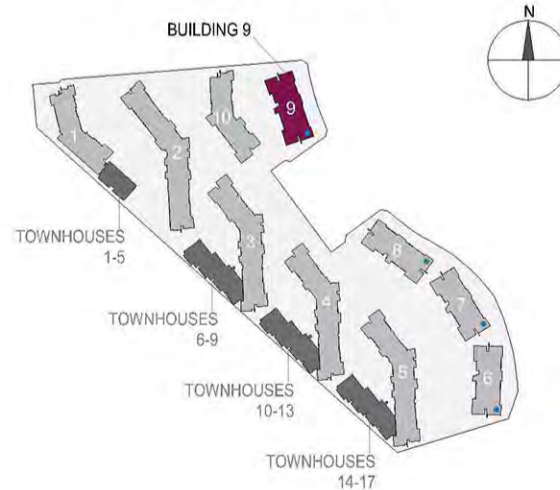 N
BUILDING 9
9
10
1
2
TOWNHOUSES
1-5
3
8
TOWNHOUSES
6-9
4
7
TOWNHOUSES
10-13
5
6
TOWNHOUSES
14-17